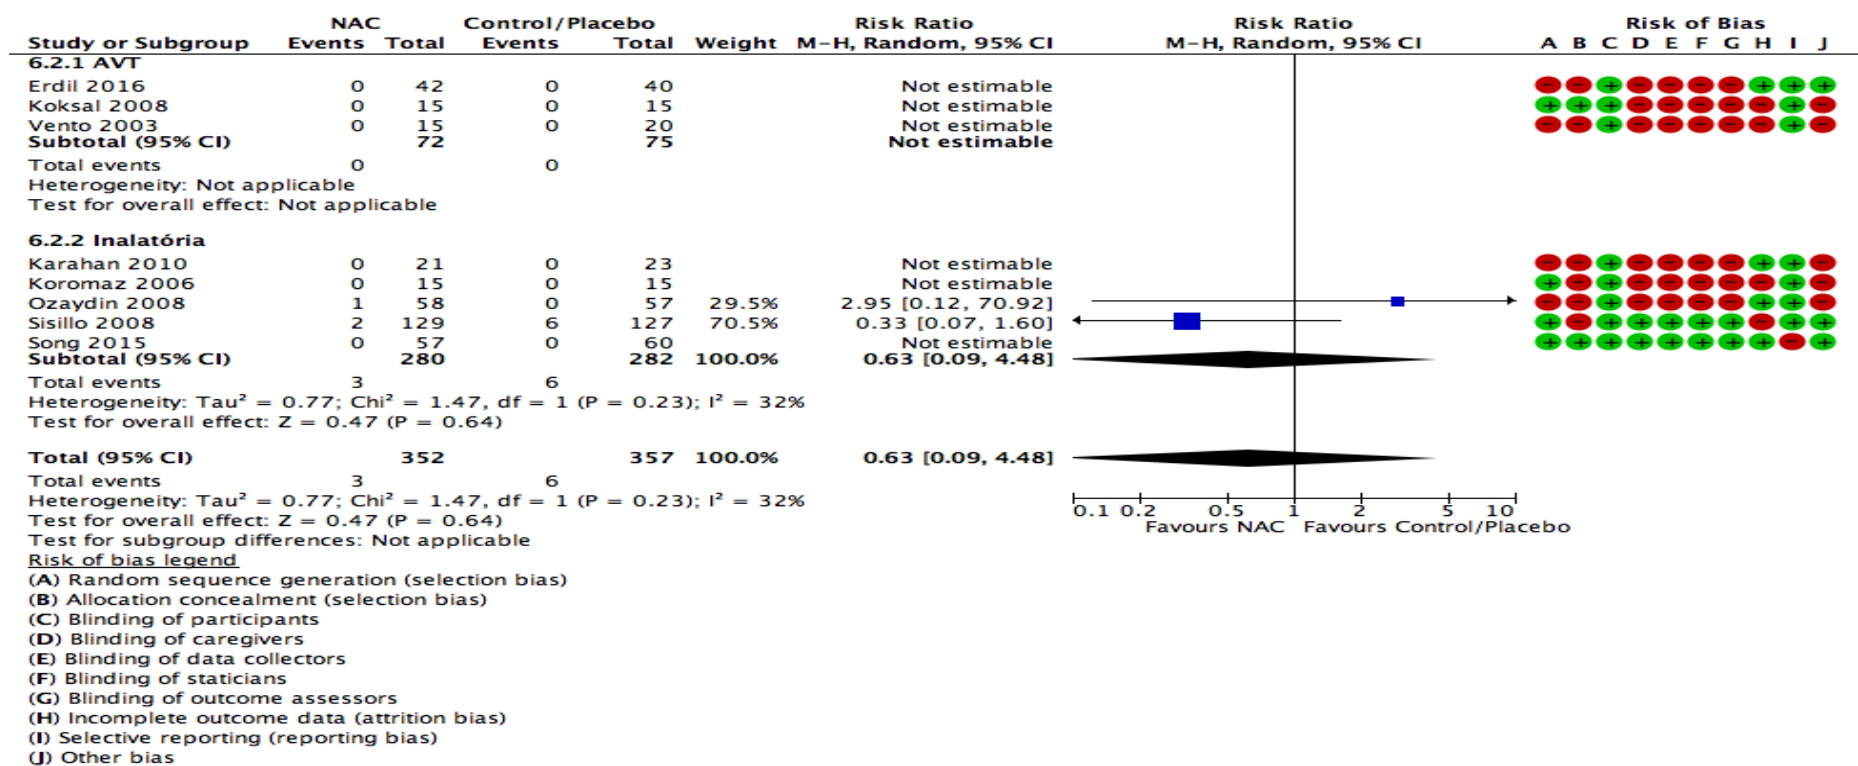 NAC Control/Placebo Risk Ratio Risk Ratio Risk of Bias
Study or Subgroup Events Total Events Total Weight M-H, Random, 95% CI M-H, Random, 95% CI A B C D E F G H I J
6.2.1 AVT
Erdil 2016 0 42 0 40 Not estimable - - + - - - - + + +
Koksal 2008 0 15 0 15 Not estimable + + + - - - - - + -
Vento 2003 0 15 0 20 Not estimable - - + - - - - - + -
Subtotal (95% CI) 72 75 Not estimable
Total events 0 0
Heterogeneity: Not applicable
Test for overall effect: Not applicable
6.2.2 Inalatória
Karahan 2010 0 21 0 23 Not estimable - - + - - - - + + -
Koromaz 2006 0 15 0 15 Not estimable + - + - - - - - + -
Ozaydin 2008 1 58 0 57 29.5% 2.95 [0.12, 70.92] - - + - - - - + + -
Sisillo 2008 2 129 6 127 70.5% 0.33 [0.07, 1.60] + - + + + + + - + +
Song 2015 0 57 0 60 Not estimable + + + + + + + + - +
Subtotal (95% CI) 280 282 100.0% 0.63 [0.09, 4.48]
Total events 3 6
Heterogeneity: Tau² = 0.77; Chi² = 1.47, df = 1 (P = 0.23); I² = 32%
Test for overall effect: Z = 0.47 (P = 0.64)
Total (95% CI) 352 357 100.0% 0.63 [0.09, 4.48]
Total events 3 6
Heterogeneity: Tau² = 0.77; Chi² = 1.47, df = 1 (P = 0.23); I² = 32%
0.1 0.2 0.5 1 2 5 10
Test for overall effect: Z = 0.47 (P = 0.64)
Favours NAC Favours Control/Placebo
Test for subgroup differences: Not applicable
Risk of bias legend
(A) Random sequence generation (selection bias)
(B) Allocation concealment (selection bias)
(C) Blinding of participants
(D) Blinding of caregivers
(E) Blinding of data collectors
(F) Blinding of staticians
(G) Blinding of outcome assessors
(H) Incomplete outcome data (attrition bias)
(I) Selective reporting (reporting bias)
(J) Other bias